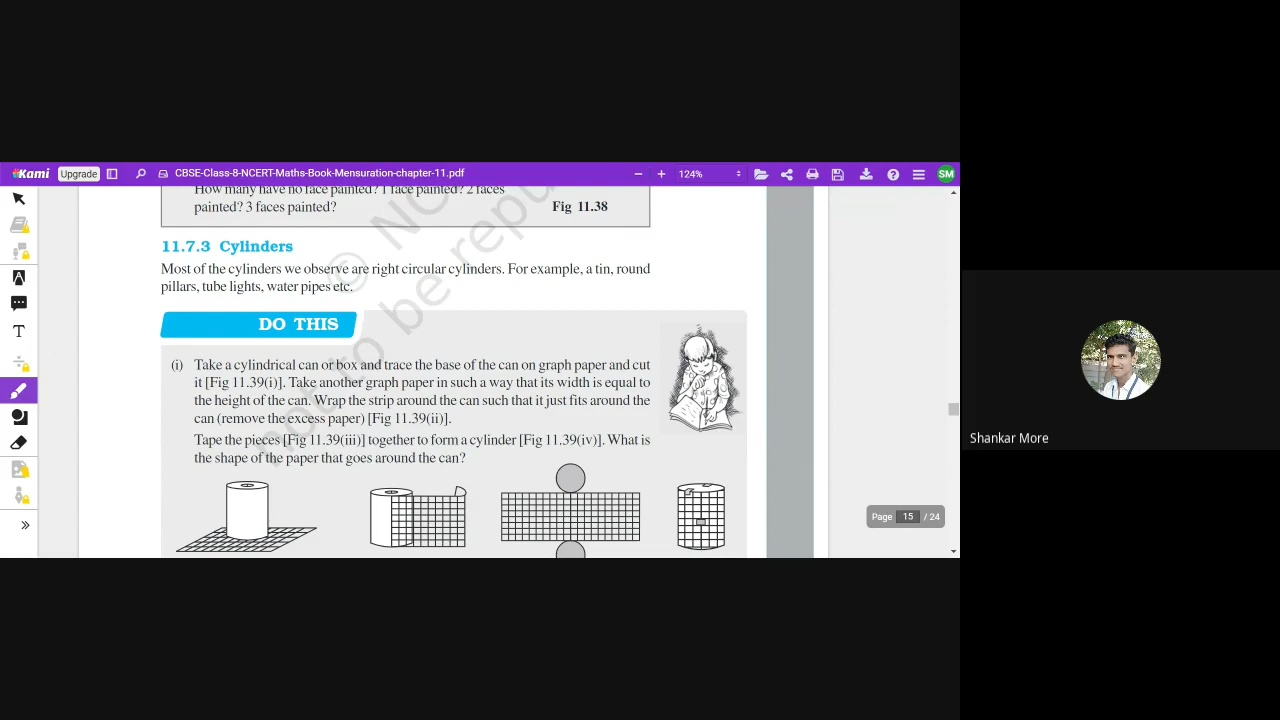 Kami
Upgrade
CBSE-Class-8-NCERT-Maths-Book-Mensuration-chapter-11.pdf
124%
SM
How many have no face painted? 1 face painted? 2 faces
painted? 3 faces painted?
Fig 11.38
11.7.3 Cylinders
Most of the cylinders we observe are right circular cylinders. For example, a tin, round
pillars, tube lights, water pipes etc.
DO THIS
(i) Take a cylindrical can or box and trace the base of the can on graph paper and cut
it [Fig 11.39(i)]. Take another graph paper in such a way that its width is equal to
the height of the can. Wrap the strip around the can such that it just fits around the
can (remove the excess paper) [Fig 11.39(ii)].
Tape the pieces [Fig 11.39(iii)] together to form a cylinder [Fig 11.39(iv)]. What is
the shape of the paper that goes around the can?
Page 15 / 24
© NC
not to be repu
Shankar More